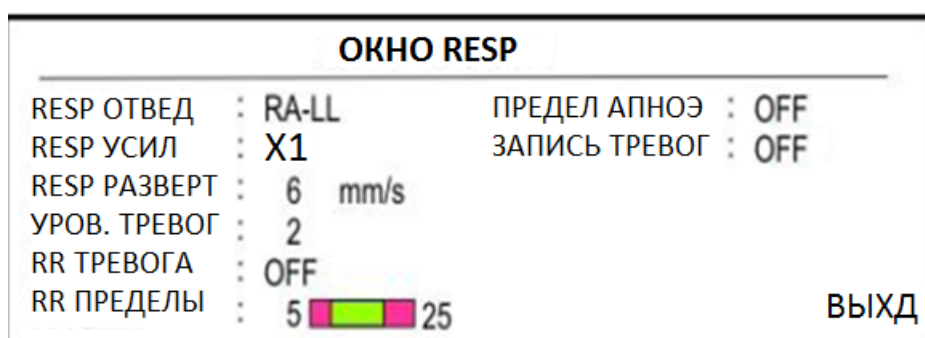 ОКНО RESP
RESP ОТВЕД : RA-LL ПРЕДЕЛ АПНОЭ : OFF
RESP УСИЛ : X1 ЗАПИСЬ ТРЕВОГ : OFF
RESP РАЗВЕРТ : 6 mm/s
УРОВ. ТРЕВОГ : 2
RR ТРЕВОГА : OFF
RR ПРЕДЕЛЫ : 5 25
ВЫХД